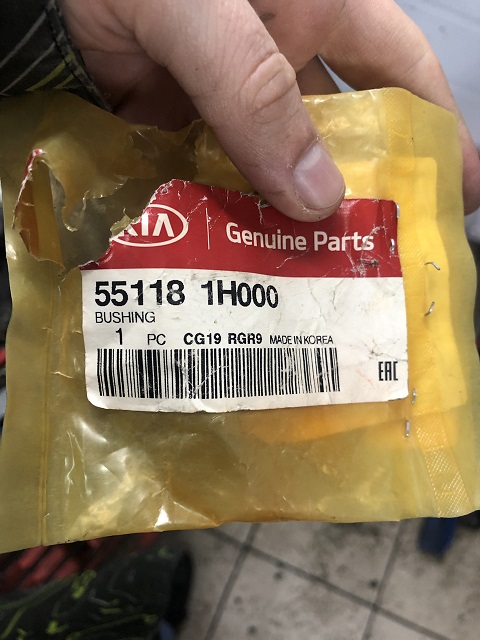 KIA Genuine Parts
55118 1H000
BUSHING
1 PC CG19 RGR9 MADE IN KOREA
EAC